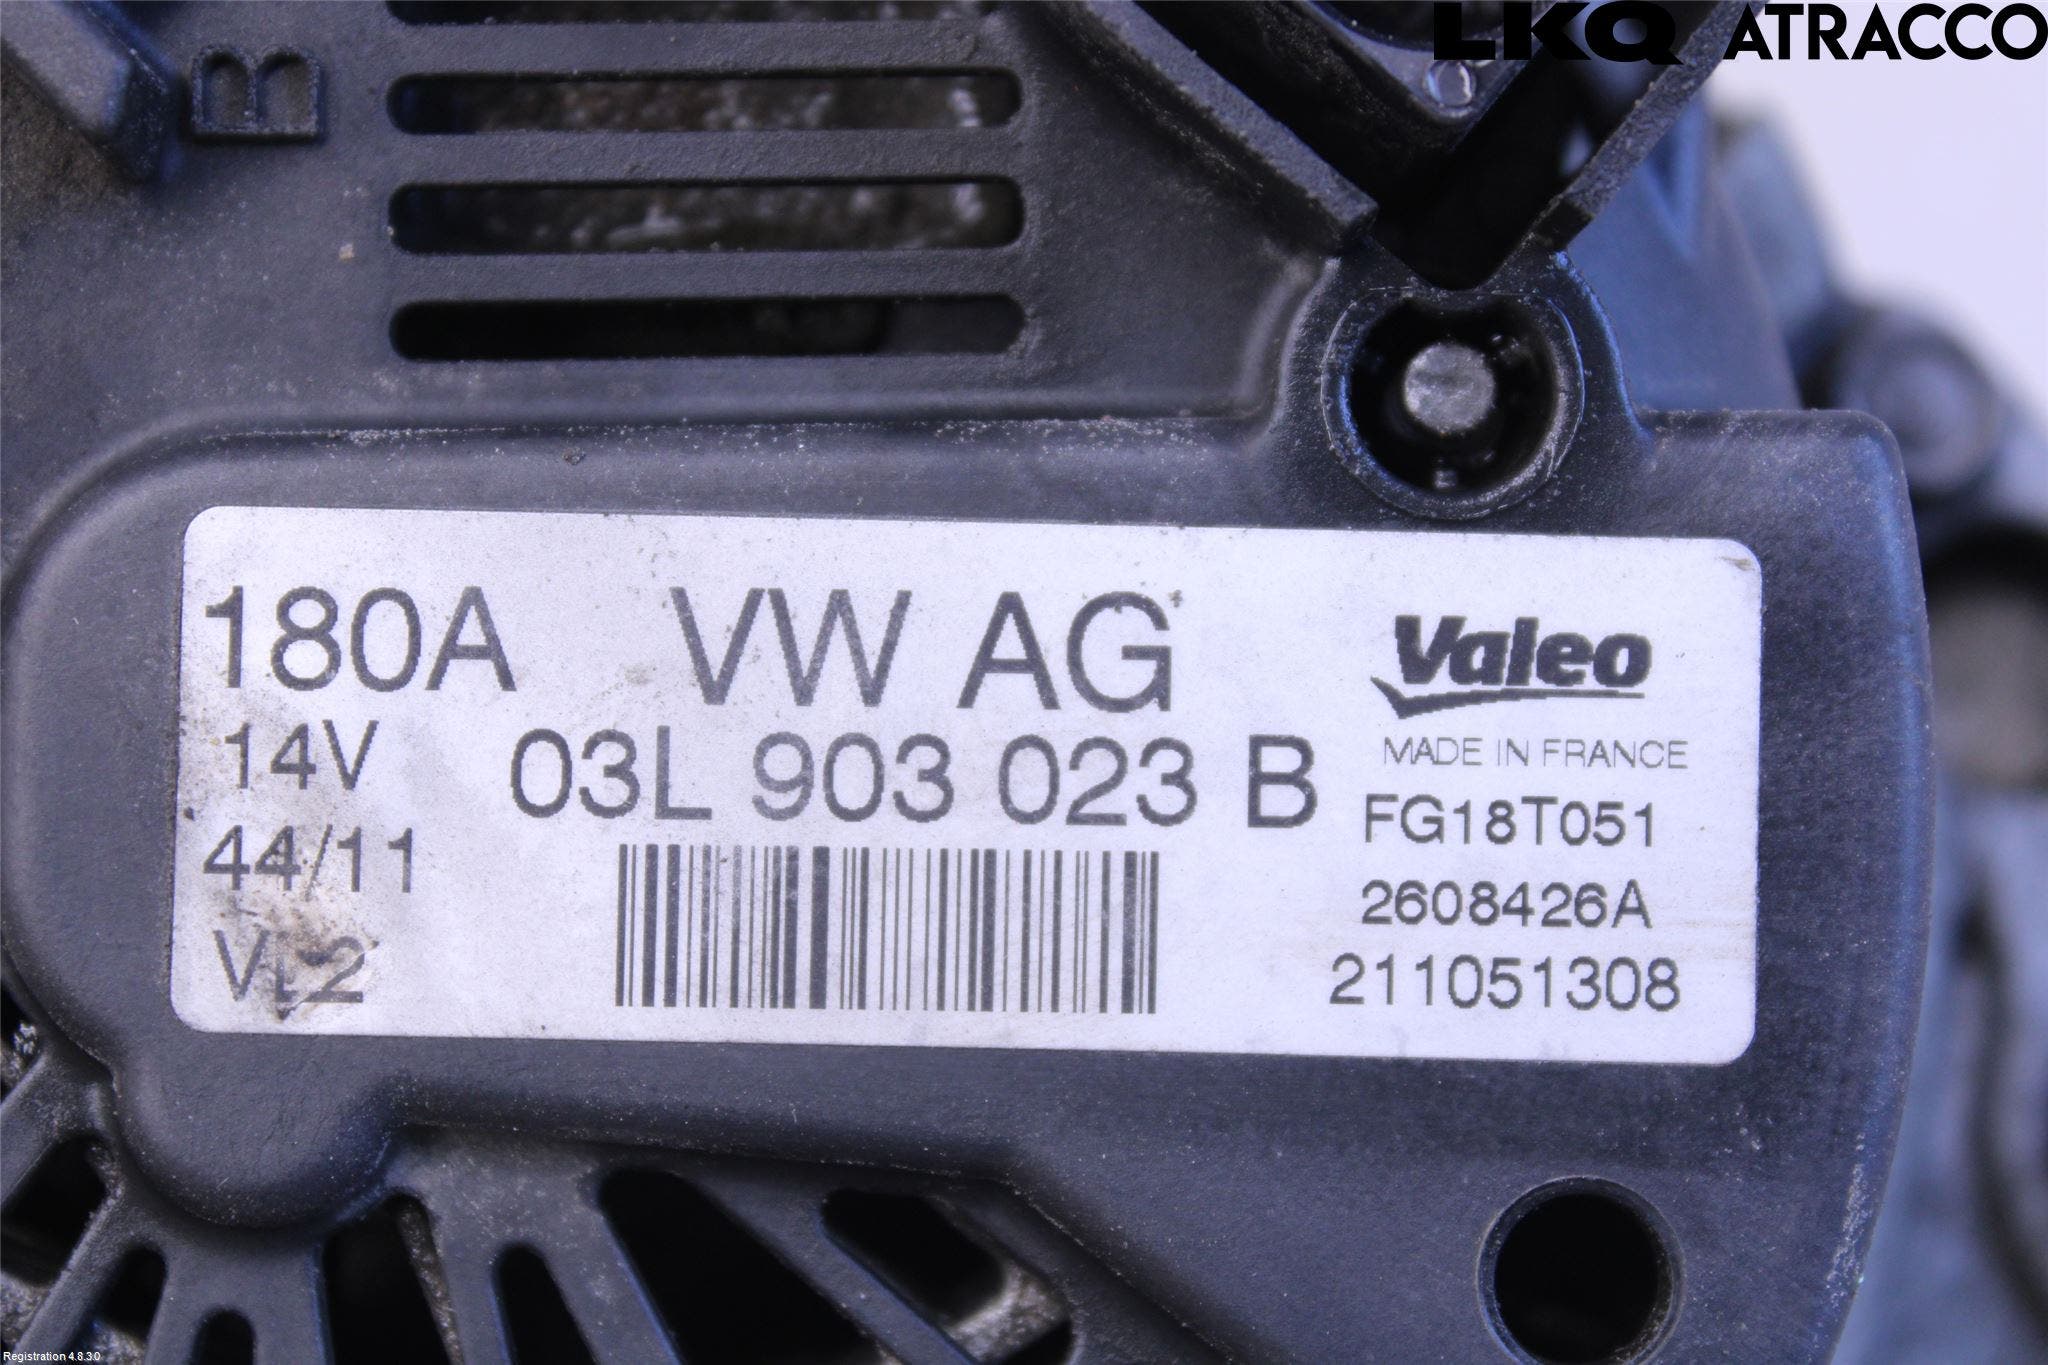 LKQ ATRACCO
B
180A VW AG
14V 03L 903 023 B
44/11
Valeo
MADE IN FRANCE
FG18T051
2608426A
211051308
Registration 4.8.3.0